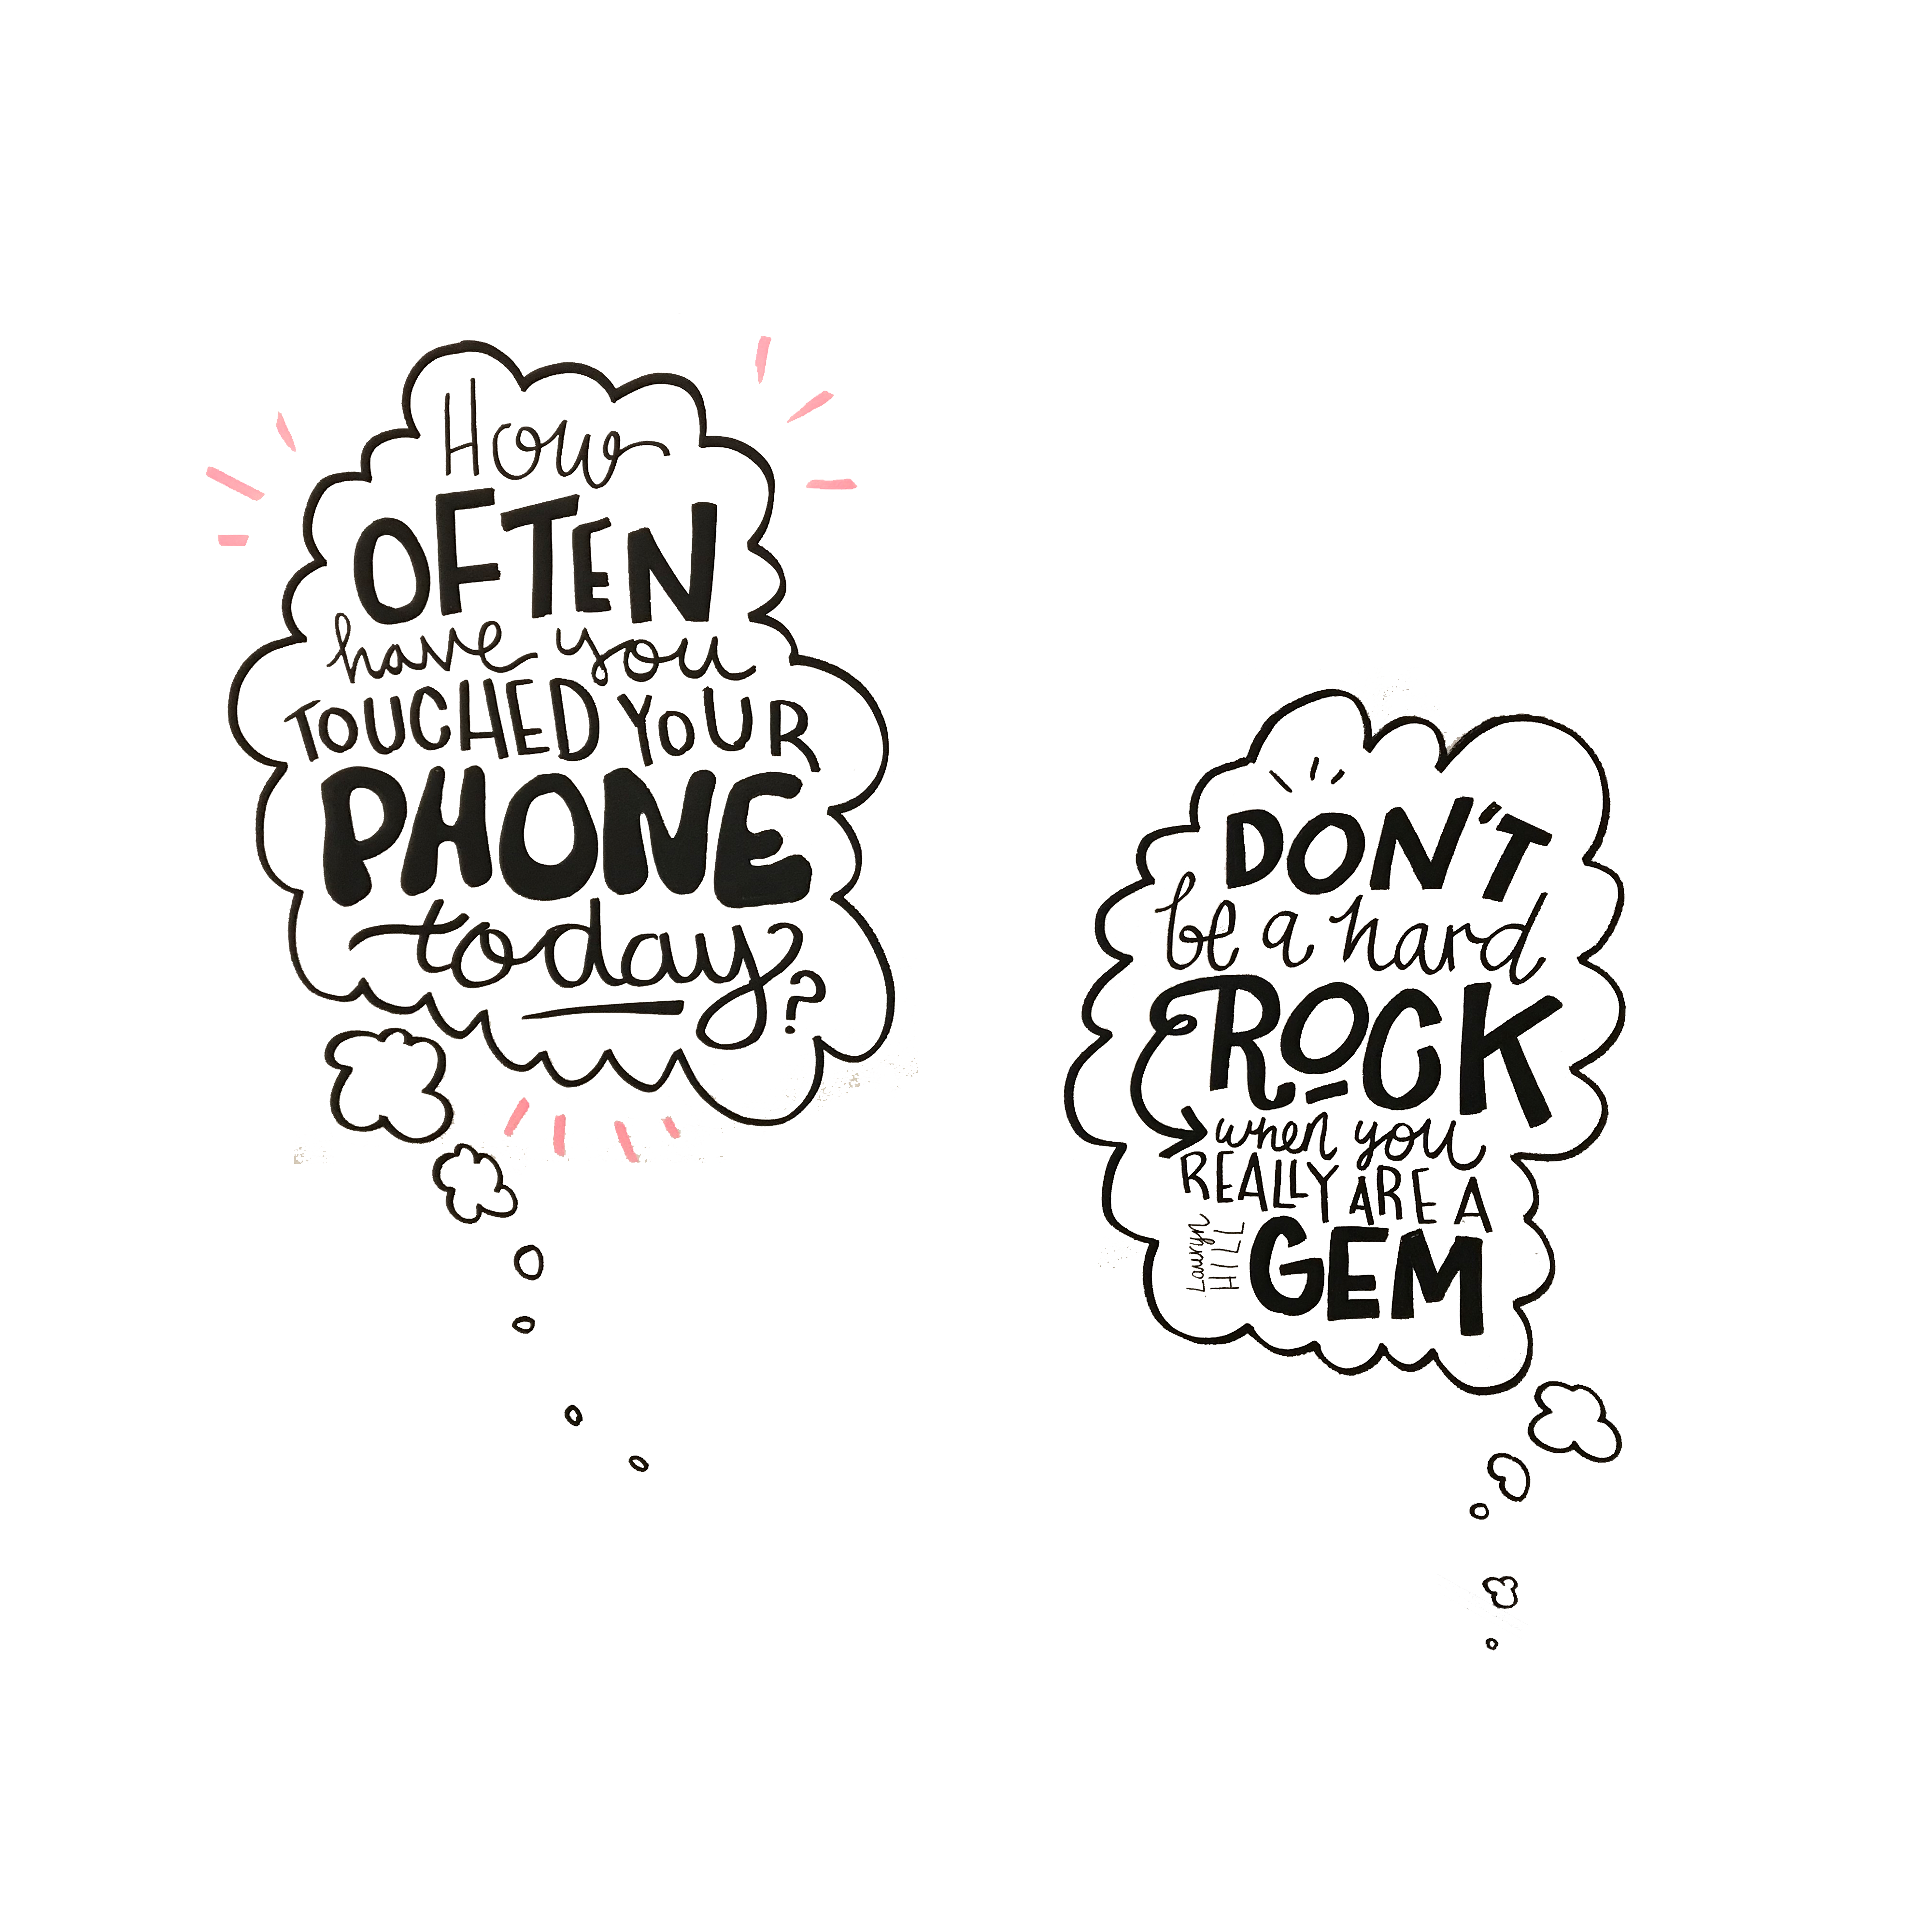 How
OFTEN
have you
TOUCHED YOUR
PHONE
today?
DON'T
be a hard
ROCK
when you
REALLY ARE A
GEM
Lauryn
HILL